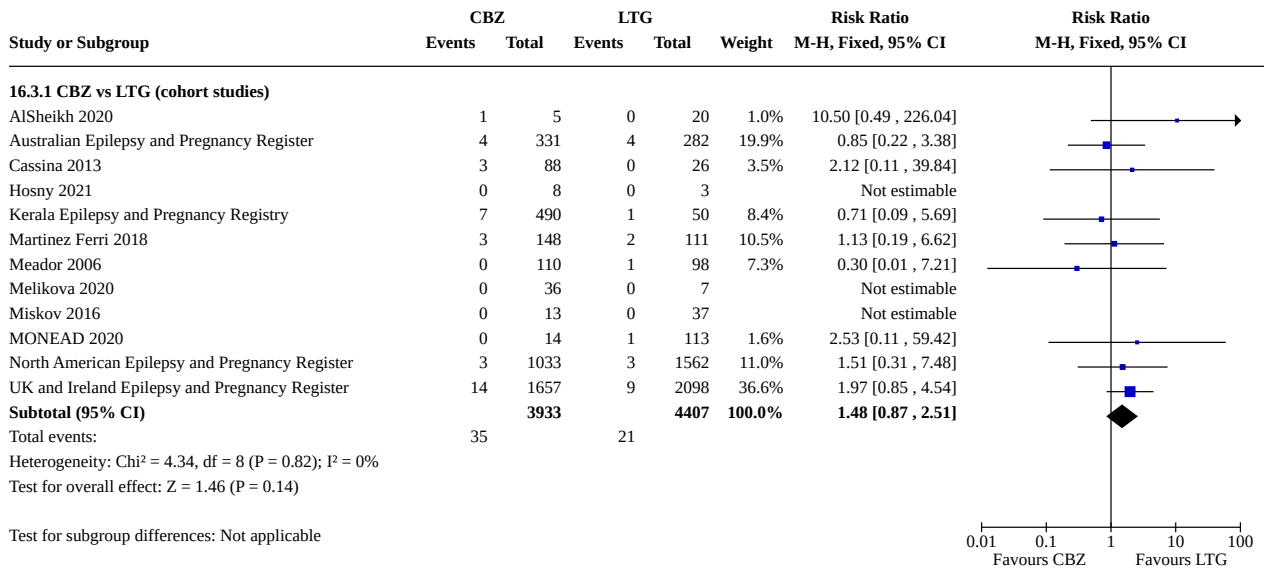 CBZ LTG Risk Ratio Risk Ratio
Study or Subgroup Events Total Events Total Weight M-H, Fixed, 95% CI M-H, Fixed, 95% CI
16.3.1 CBZ vs LTG (cohort studies)
AlSheikh 2020 1 5 0 20 1.0% 10.50 [0.49 , 226.04]
Australian Epilepsy and Pregnancy Register 4 331 4 282 19.9% 0.85 [0.22 , 3.38]
Cassina 2013 3 88 0 26 3.5% 2.12 [0.11 , 39.84]
Hosny 2021 0 8 0 3 Not estimable
Kerala Epilepsy and Pregnancy Registry 7 490 1 50 8.4% 0.71 [0.09 , 5.69]
Martinez Ferri 2018 3 148 2 111 10.5% 1.13 [0.19 , 6.62]
Meador 2006 0 110 1 98 7.3% 0.30 [0.01 , 7.21]
Melikova 2020 0 36 0 7 Not estimable
Miskov 2016 0 13 0 37 Not estimable
MONEAD 2020 0 14 1 113 1.6% 2.53 [0.11 , 59.42]
North American Epilepsy and Pregnancy Register 3 1033 3 1562 11.0% 1.51 [0.31 , 7.48]
UK and Ireland Epilepsy and Pregnancy Register 14 1657 9 2098 36.6% 1.97 [0.85 , 4.54]
Subtotal (95% CI) 3933 4407 100.0% 1.48 [0.87 , 2.51]
Total events: 35 21
Heterogeneity: Chi² = 4.34, df = 8 (P = 0.82); I² = 0%
Test for overall effect: Z = 1.46 (P = 0.14)
Test for subgroup differences: Not applicable
0.01 0.1 1 10 100
Favours CBZ Favours LTG